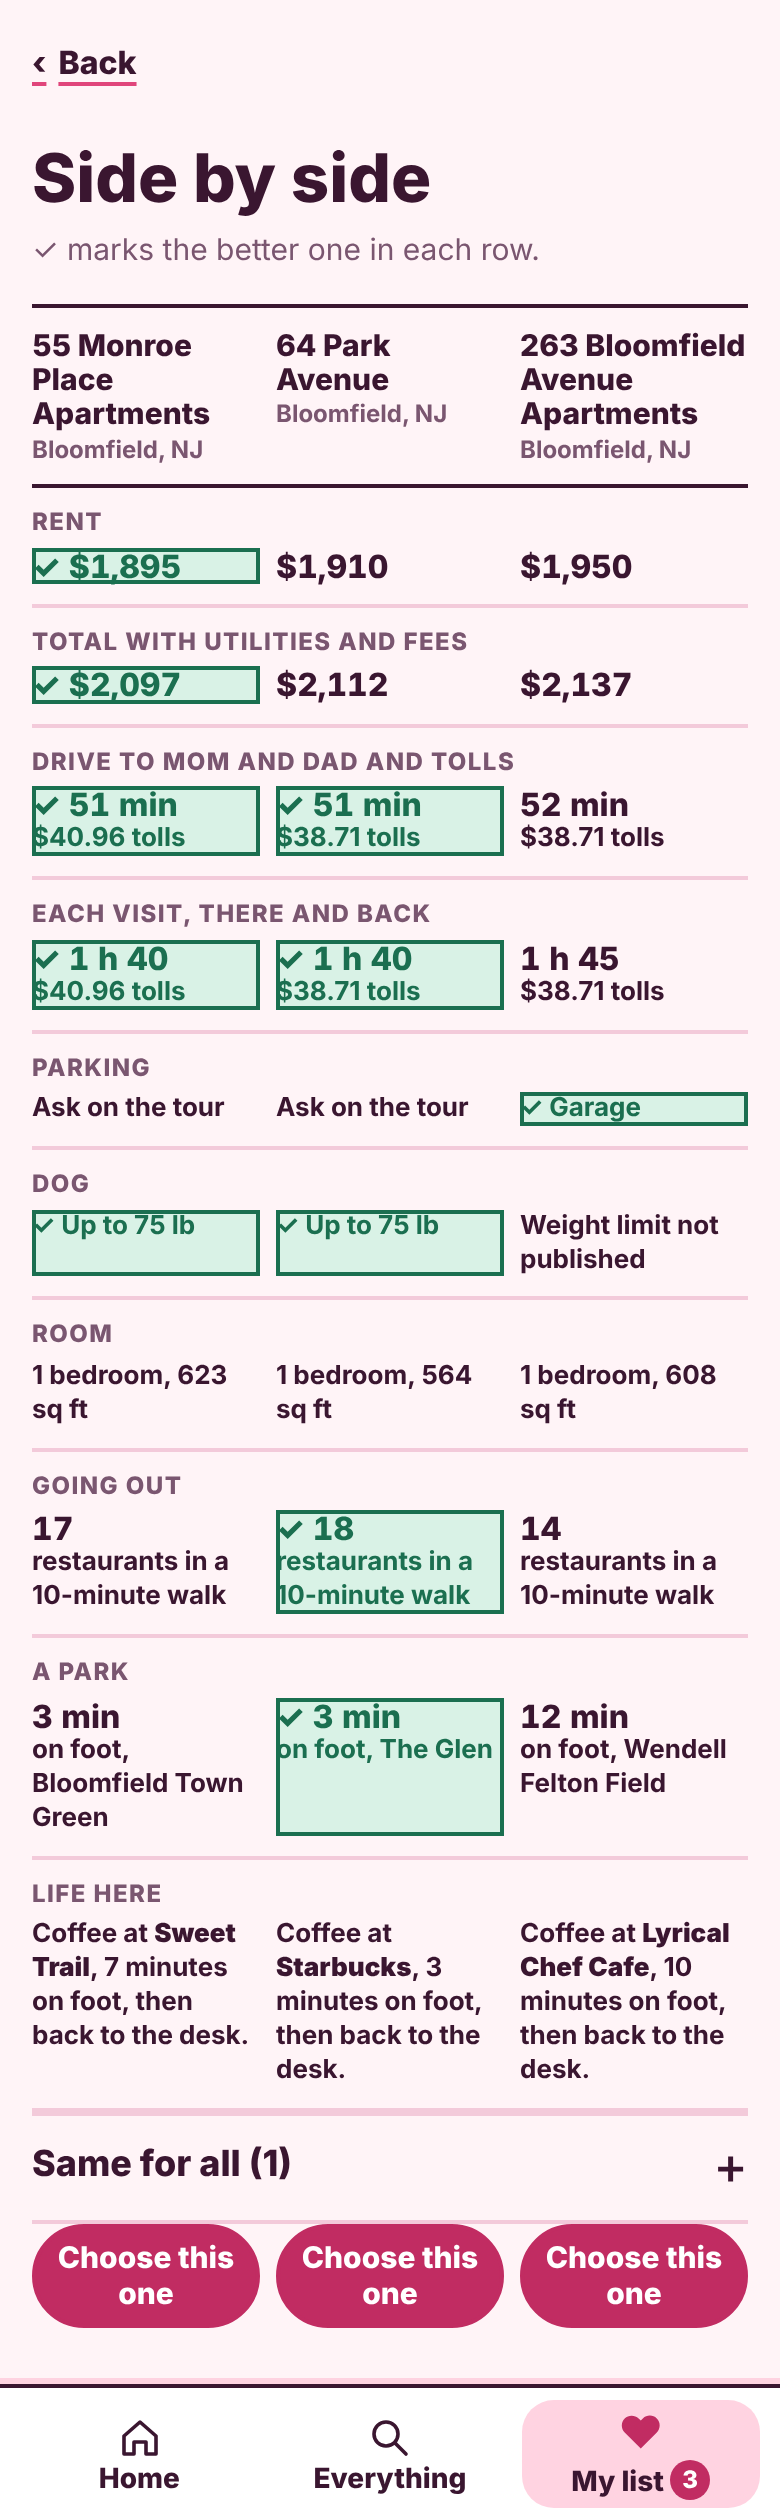 ‹ Back
Side by side
✓ marks the better one in each row.
55 Monroe Place Apartments
Bloomfield, NJ
64 Park Avenue
Bloomfield, NJ
263 Bloomfield Avenue Apartments
Bloomfield, NJ
RENT
✓ $1,895 $1,910 $1,950
TOTAL WITH UTILITIES AND FEES
✓ $2,097 $2,112 $2,137
DRIVE TO MOM AND DAD AND TOLLS
✓ 51 min ✓ 51 min 52 min
$40.96 tolls $38.71 tolls $38.71 tolls
EACH VISIT, THERE AND BACK
✓ 1 h 40 ✓ 1 h 40 1 h 45
$40.96 tolls $38.71 tolls $38.71 tolls
PARKING
Ask on the tour Ask on the tour ✓ Garage
DOG
✓ Up to 75 lb ✓ Up to 75 lb Weight limit not
published
ROOM
1 bedroom, 623 1 bedroom, 564 1 bedroom, 608
sq ft sq ft sq ft
GOING OUT
17 ✓ 18 14
restaurants in a restaurants in a restaurants in a
10-minute walk 10-minute walk 10-minute walk
A PARK
3 min ✓ 3 min 12 min
on foot, on foot, The Glen on foot, Wendell
Bloomfield Town Felton Field
Green
LIFE HERE
Coffee at Sweet
Trail, 7 minutes
on foot, then
back to the desk.
Coffee at
Starbucks, 3
minutes on foot,
then back to the
desk.
Coffee at Lyrical
Chef Cafe, 10
minutes on foot,
then back to the
desk.
Same for all (1) +
Choose this one
Choose this one
Choose this one
Home Everything My list 3